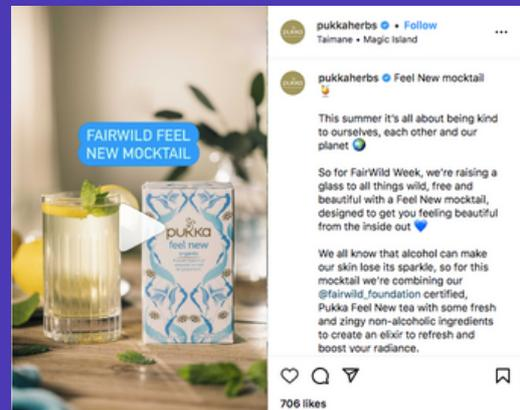 FAIRWILD FEEL
NEW MOCKTAIL
pukka
feel new
organic
pukkaherbs • Follow
Taimane • Magic Island
pukkaherbs Feel New mocktail
🍹
This summer it's all about being kind
to ourselves, each other and our
planet 🌍
So for FairWild Week, we're raising a
glass to all things wild, free and
beautiful with a Feel New mocktail,
designed to get you feeling beautiful
from the inside out 💙
We all know that alcohol can make
our skin lose its sparkle, so for this
mocktail we're combining our
@fairwild_foundation certified,
Pukka Feel New tea with some fresh
and zingy non-alcoholic ingredients
to create an elixir to refresh and
boost your radiance.
706 likes